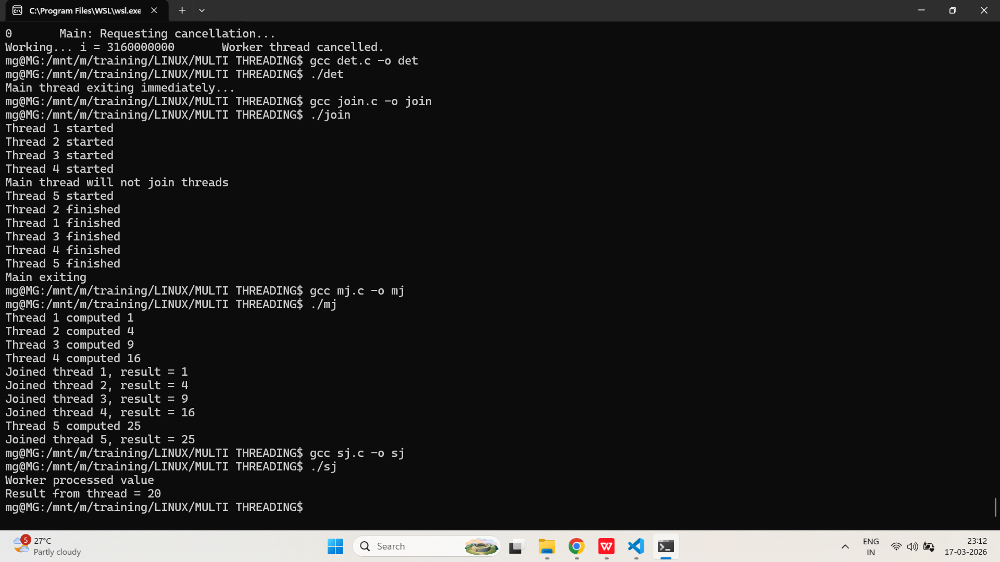 C:\Program Files\WSL\wsl.exe
0       Main: Requesting cancellation...
Working... i = 3160000000       Worker thread cancelled.
mg@MG:/mnt/m/training/LINUX/MULTI THREADING$ gcc det.c -o det
mg@MG:/mnt/m/training/LINUX/MULTI THREADING$ ./det
Main thread exiting immediately...
mg@MG:/mnt/m/training/LINUX/MULTI THREADING$ gcc join.c -o join
mg@MG:/mnt/m/training/LINUX/MULTI THREADING$ ./join
Thread 1 started
Thread 2 started
Thread 3 started
Thread 4 started
Main thread will not join threads
Thread 5 started
Thread 2 finished
Thread 1 finished
Thread 3 finished
Thread 4 finished
Thread 5 finished
Main exiting
mg@MG:/mnt/m/training/LINUX/MULTI THREADING$ gcc mj.c -o mj
mg@MG:/mnt/m/training/LINUX/MULTI THREADING$ ./mj
Thread 1 computed 1
Thread 2 computed 4
Thread 3 computed 9
Thread 4 computed 16
Joined thread 1, result = 1
Joined thread 2, result = 4
Joined thread 3, result = 9
Joined thread 4, result = 16
Thread 5 computed 25
Joined thread 5, result = 25
mg@MG:/mnt/m/training/LINUX/MULTI THREADING$ gcc sj.c -o sj
mg@MG:/mnt/m/training/LINUX/MULTI THREADING$ ./sj
Worker processed value
Result from thread = 20
mg@MG:/mnt/m/training/LINUX/MULTI THREADING$
5
27°C
Partly cloudy
Search
W
ENG
IN
23:12
17-03-2026